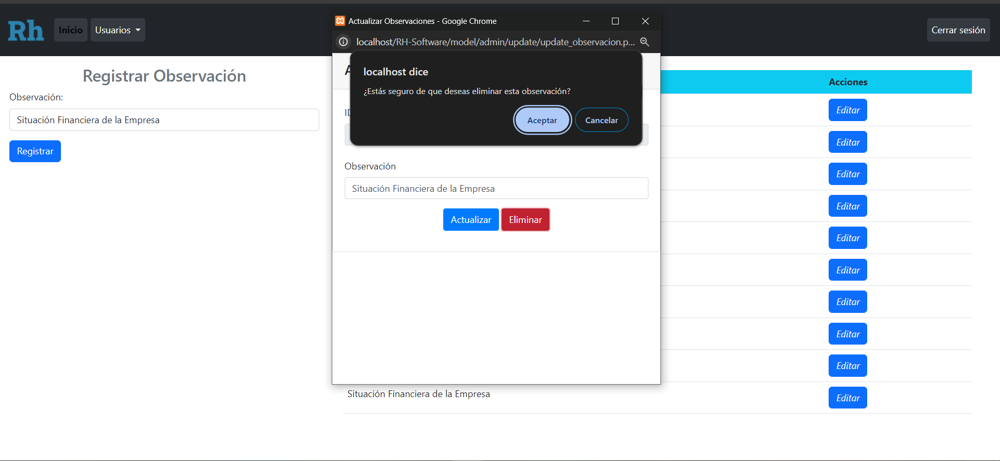 Rh
Inicio
Usuarios
Cerrar sesión
Registrar Observación
Observación:
Situación Financiera de la Empresa
Registrar
Actualizar Observaciones - Google Chrome
localhost/RH-Software/model/admin/update/update_observacion.p...
localhost dice
¿Estás seguro de que deseas eliminar esta observación?
Aceptar
Cancelar
Observación
Situación Financiera de la Empresa
Actualizar
Eliminar
Acciones
Editar
Editar
Editar
Editar
Editar
Editar
Editar
Editar
Editar
Situación Financiera de la Empresa
Editar